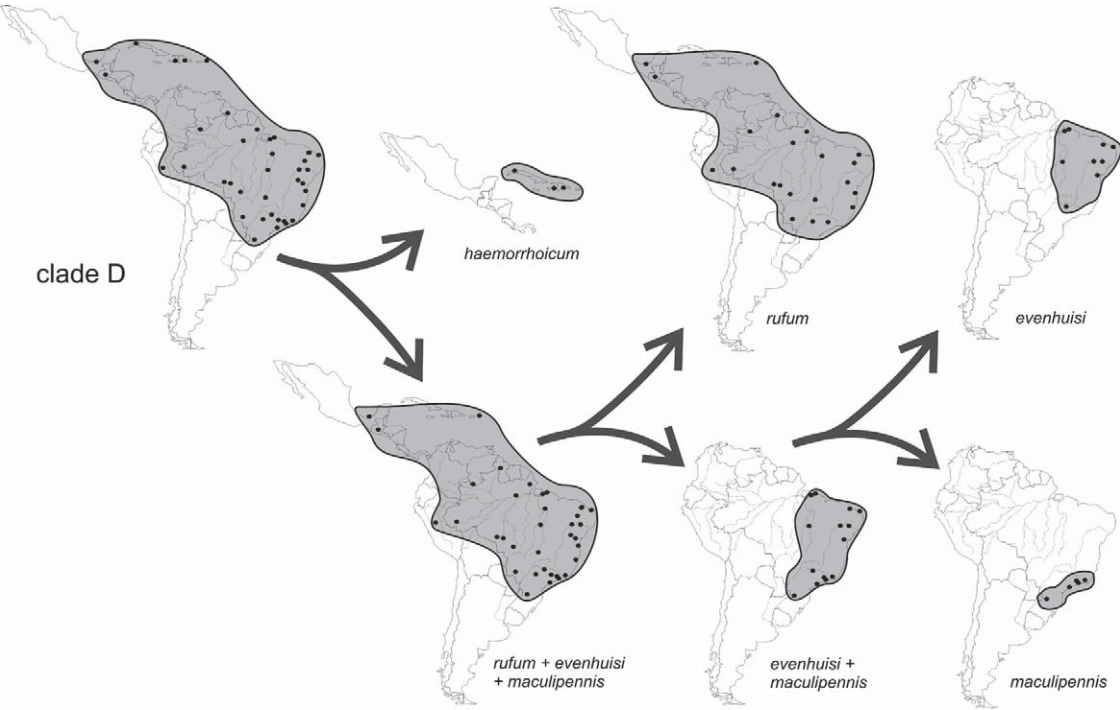 clade D
haemorrhoicum
rufum
evenhuisi
rufum + evenhuisi
+ maculipennis
evenhuisi +
maculipennis
maculipennis